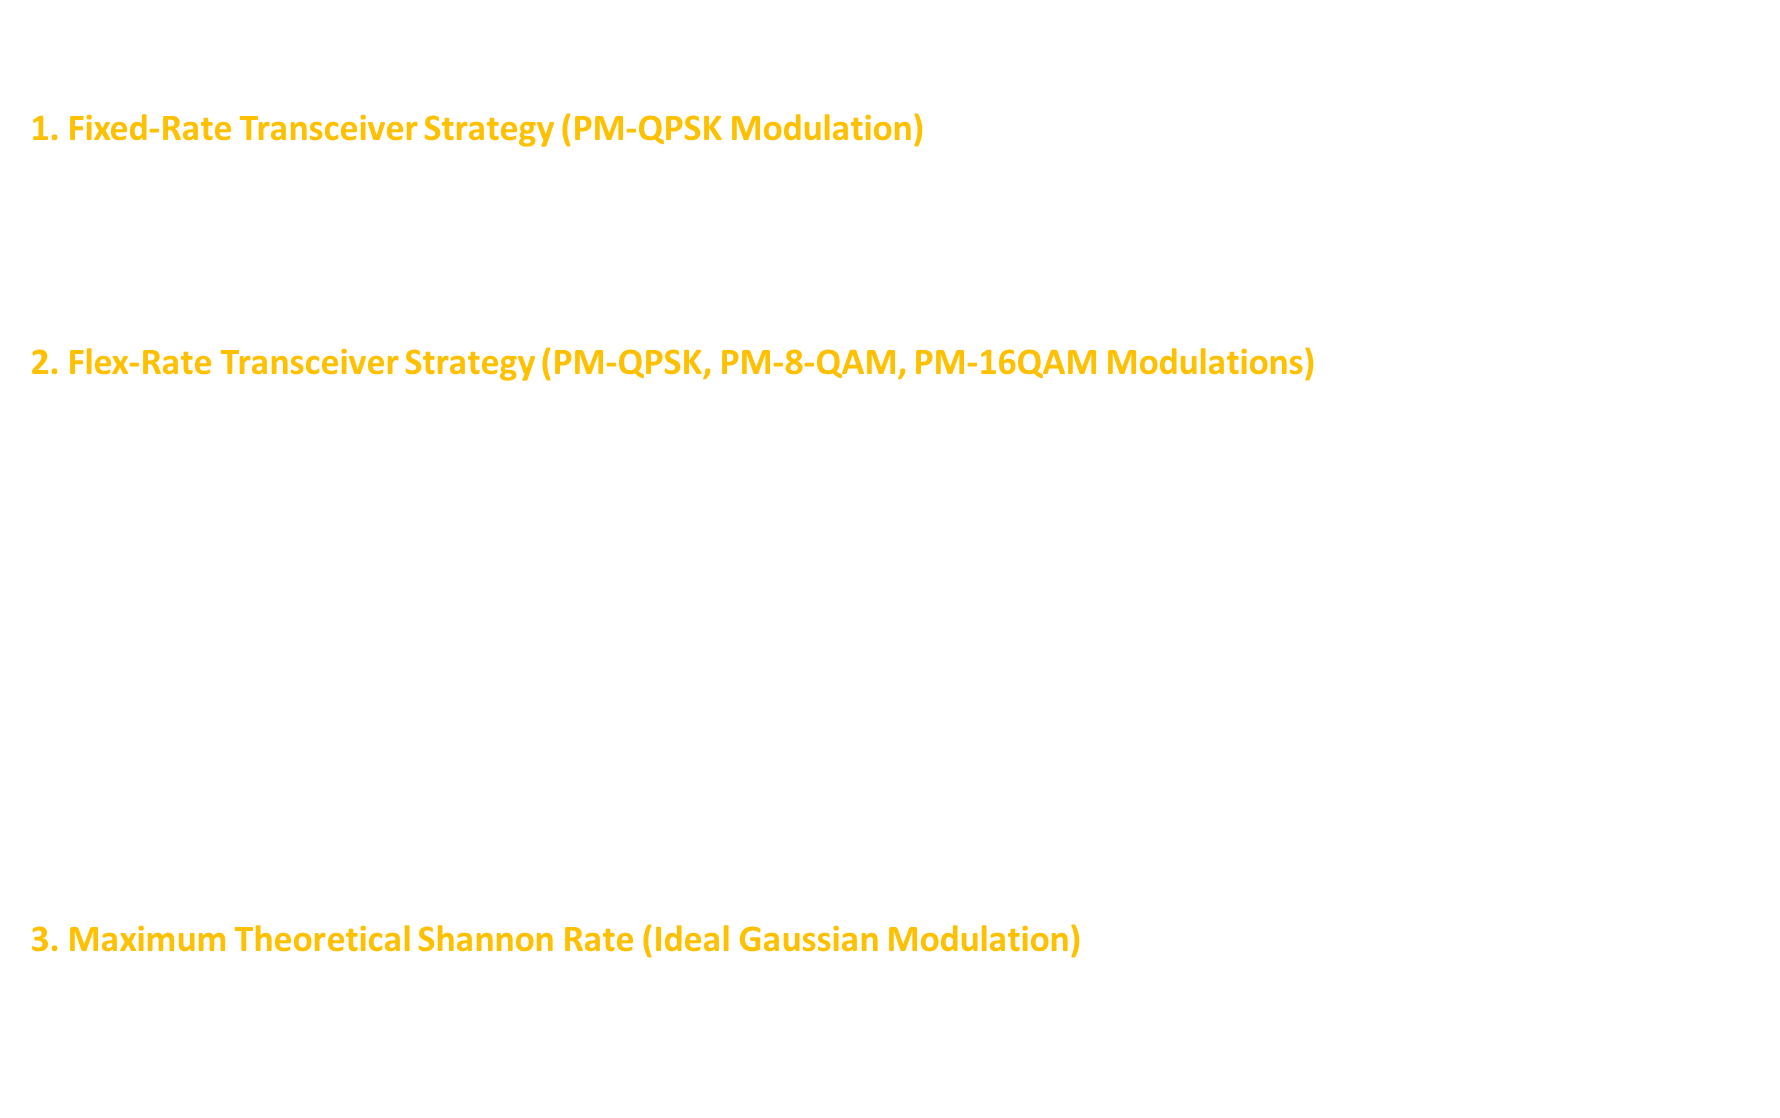 1. Fixed-Rate Transceiver Strategy (PM-QPSK Modulation)
2. Flex-Rate Transceiver Strategy (PM-QPSK, PM-8-QAM, PM-16QAM Modulations)
3. Maximum Theoretical Shannon Rate (Ideal Gaussian Modulation)